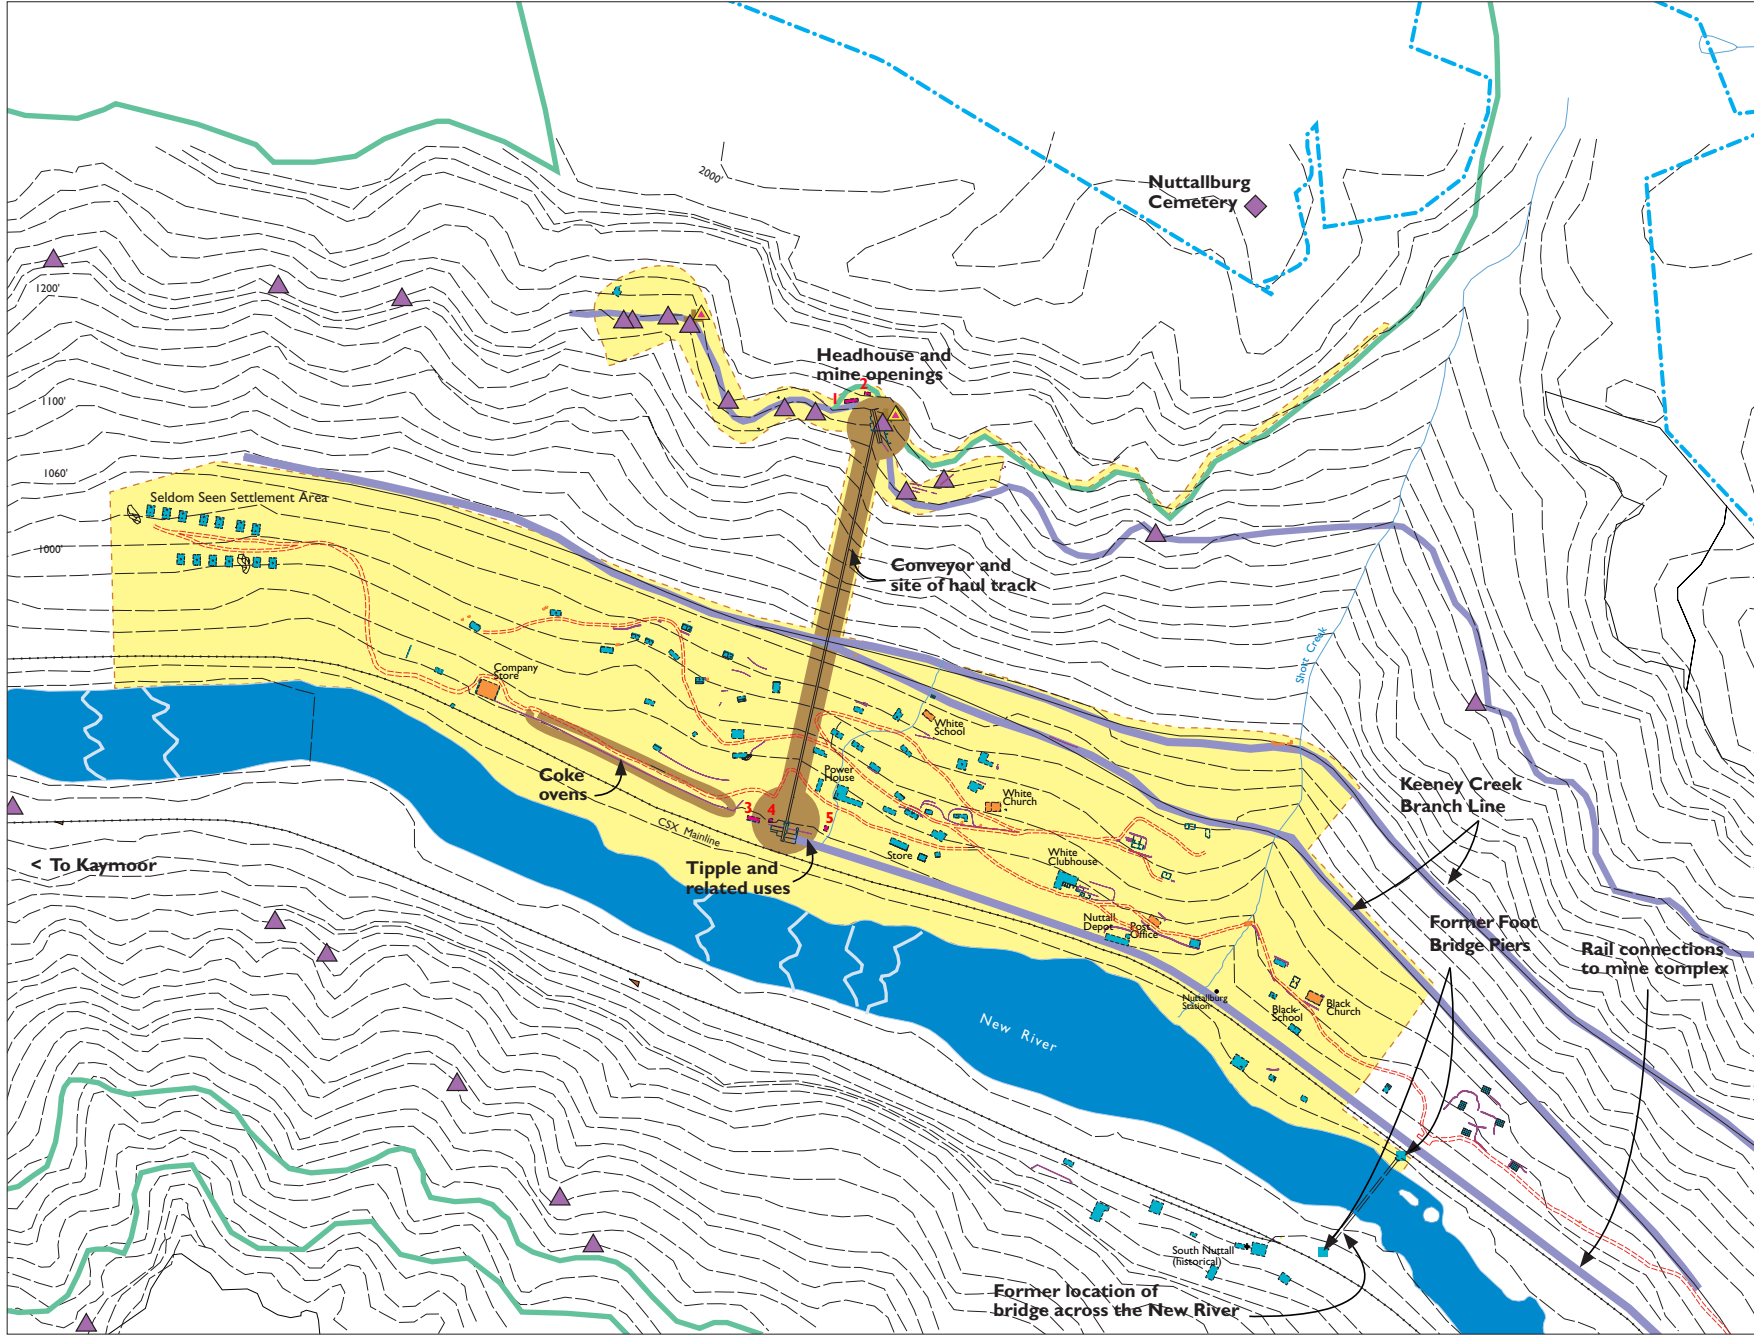 2000'
Nuttallburg
Cemetery
1200'
Headhouse and
mine openings
2
1
1100'
1060'
Seldom Seen Settlement Area
1000'
Conveyor and
site of haul track
Short Creek
Company
Store
White
School
Power
House
Coke
ovens
White
Church
Keeney Creek
Branch Line
3
4
5
CSX Mainline
< To Kaymoor
Tipple and
related uses
Store
White
Clubhouse
Nuttall
Depot
Post
Office
Former Foot
Bridge Piers
Rail connections
to mine complex
Nuttallburg
Station
Black
School
Black
Church
New River
South Nuttall
(historical)
Former location of
bridge across the New River